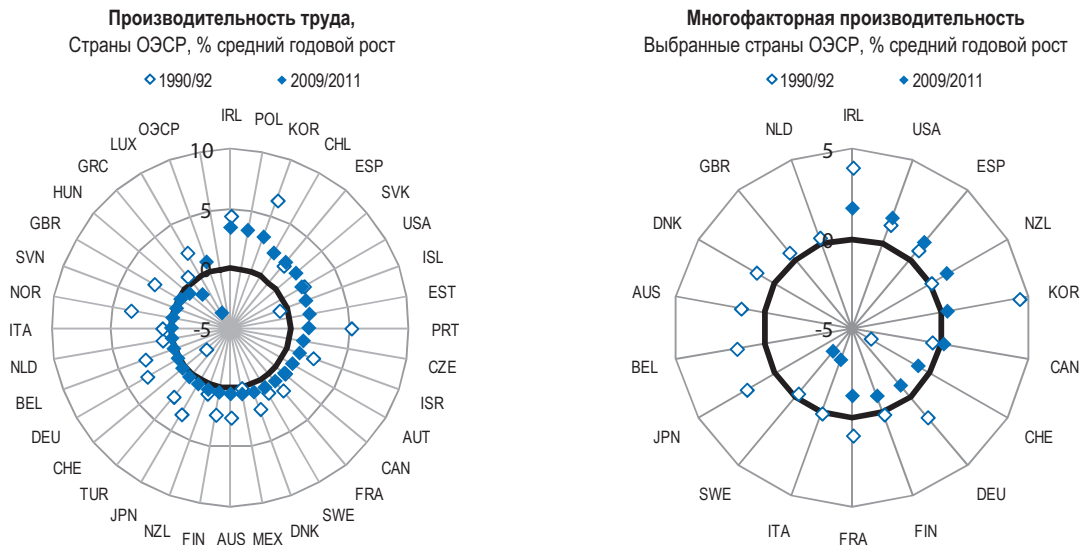 Производительность труда,
Страны ОЭСР, % средний годовой рост
1990/92
2009/2011
IRL
POL
KOR
CHL
ESP
SVK
USA
ISL
EST
PRT
CZE
ISR
AUT
CAN
FRA
SWE
DNK
MEX
AUS
FIN
NZL
JPN
TUR
CHE
DEU
BEL
NLD
ITA
NOR
SVN
GBR
HUN
GRC
LUX
ОЭСР
10
5
0
-5
Многофакторная производительность
Выбранные страны ОЭСР, % средний годовой рост
1990/92
2009/2011
IRL
USA
ESP
NZL
KOR
CAN
CHE
DEU
FIN
FRA
ITA
SWE
JPN
BEL
AUS
DNK
GBR
NLD
5
0
-5